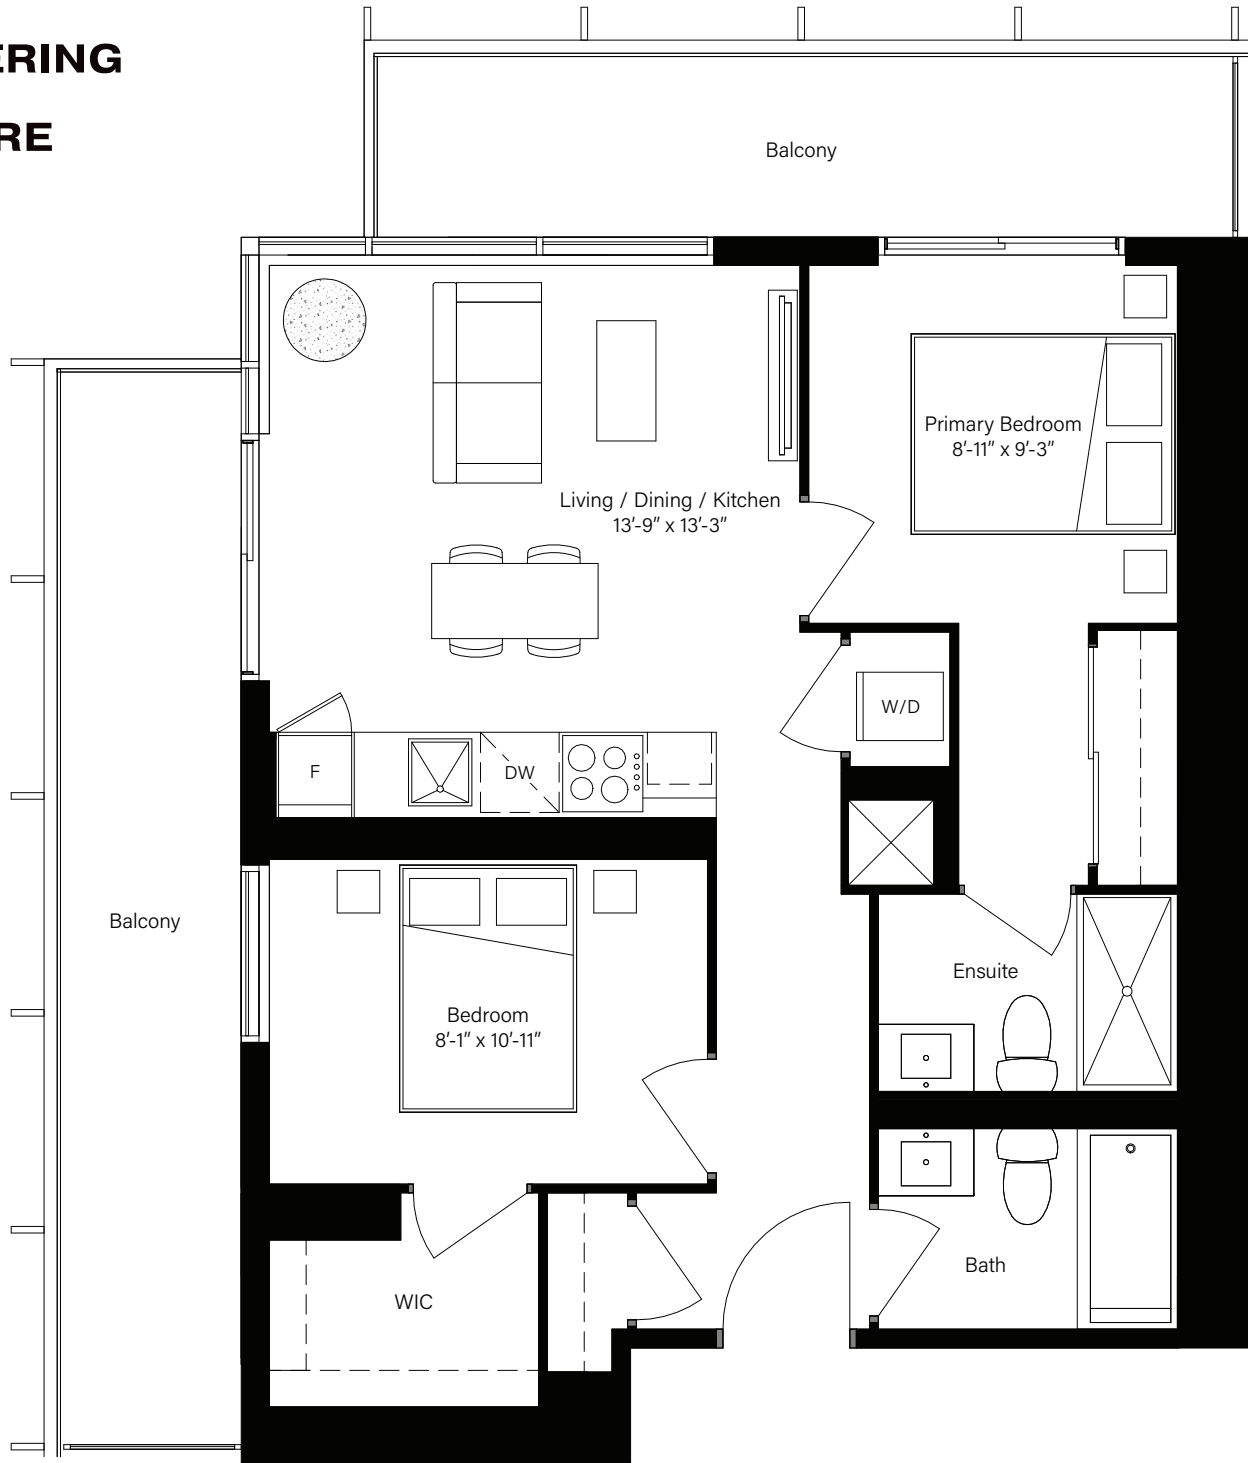 ERING
RE
Balcony
Primary Bedroom
8'-11" x 9'-3"
Living / Dining / Kitchen
13'-9" x 13'-3"
W/D
F
DW
Balcony
Ensuite
Bedroom
8'-1" x 10'-11"
Bath
WIC